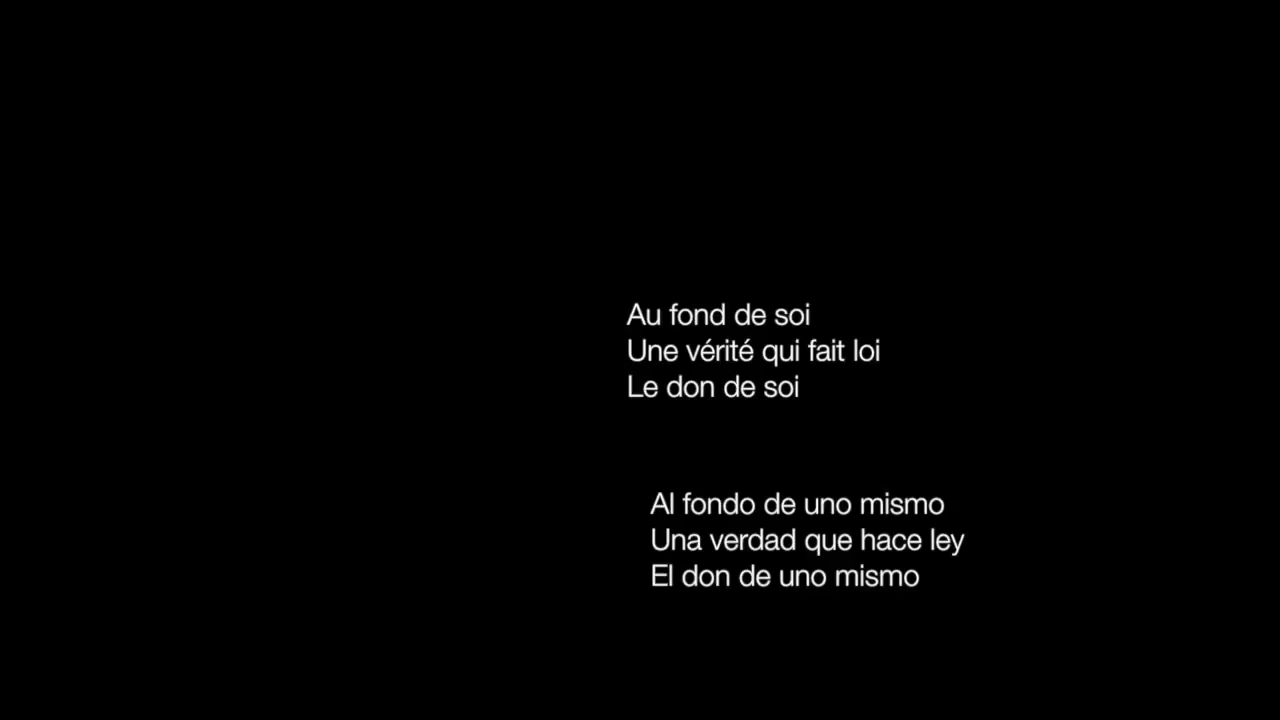 Au fond de soi
Une vérité qui fait loi
Le don de soi
Al fondo de uno mismo
Una verdad que hace ley
El don de uno mismo